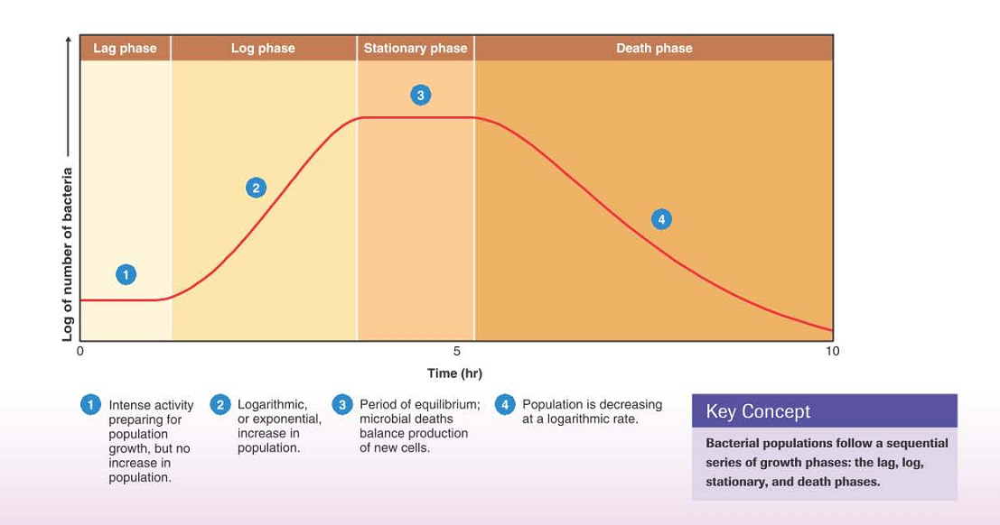 Lag phase
Log phase
Stationary phase
Death phase
3
2
4
1
Log of number of bacteria
0
5
10
Time (hr)
1 Intense activity
preparing for
population
growth, but no
increase in
population.
2 Logarithmic,
or exponential,
increase in
population.
3 Period of equilibrium;
microbial deaths
balance production
of new cells.
4 Population is decreasing
at a logarithmic rate.
Key Concept
Bacterial populations follow a sequential
series of growth phases: the lag, log,
stationary, and death phases.